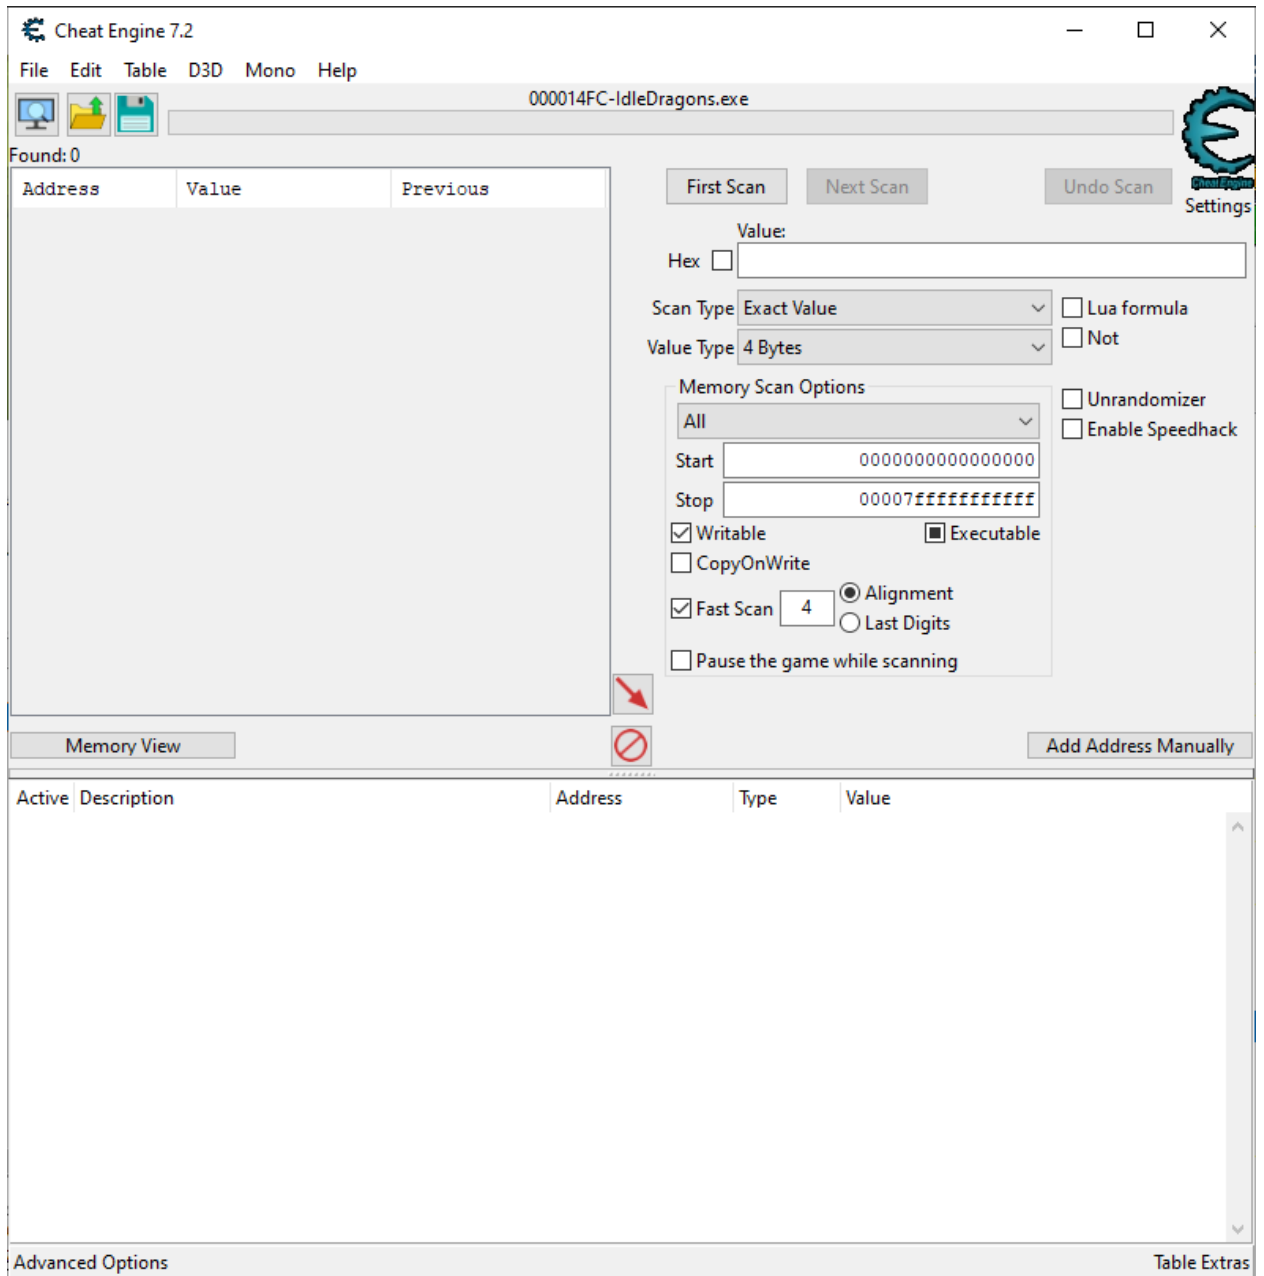 Cheat Engine 7.2
File Edit Table D3D Mono Help
000014FC-IdleDragons.exe
Found: 0
Address Value Previous
First Scan Next Scan Undo Scan
Cheat Engine
Settings
Value:
Hex
Scan Type Exact Value Lua formula
Not
Value Type 4 Bytes
Memory Scan Options
All
Unrandomizer
Enable Speedhack
Start 0000000000000000
Stop 00007fffffffffff
Writable Executable
CopyOnWrite
Fast Scan 4 Alignment
Last Digits
Pause the game while scanning
Memory View Add Address Manually
Active Description Address Type Value
Advanced Options Table Extras